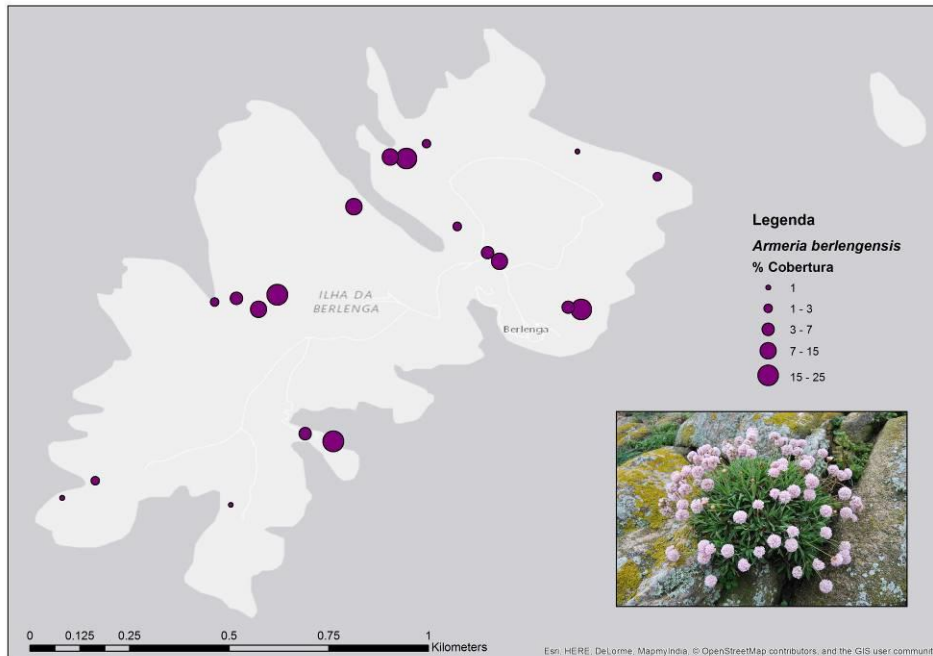 ILHA DA
BERLENGA
Berlenga
Legenda
Armeria berlengensis
% Cobertura
1
1 - 3
3 - 7
7 - 15
15 - 25
0 0.125 0.25 0.5 0.75 1
Kilometers
Esri, HERE, DeLorme, MapmyIndia, © OpenStreetMap contributors, and the GIS user communit